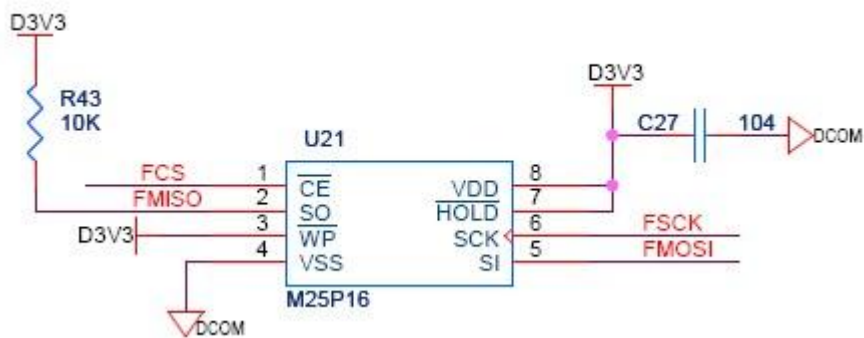 D3V3
R43
10K
D3V3
C27
104
DCOM
U21
FCS
1
CE
VDD
8
FMISO
2
SO
HOLD
7
D3V3
3
WP
SCK
6
FSCK
4
VSS
SI
5
FMOSI
M25P16
DCOM